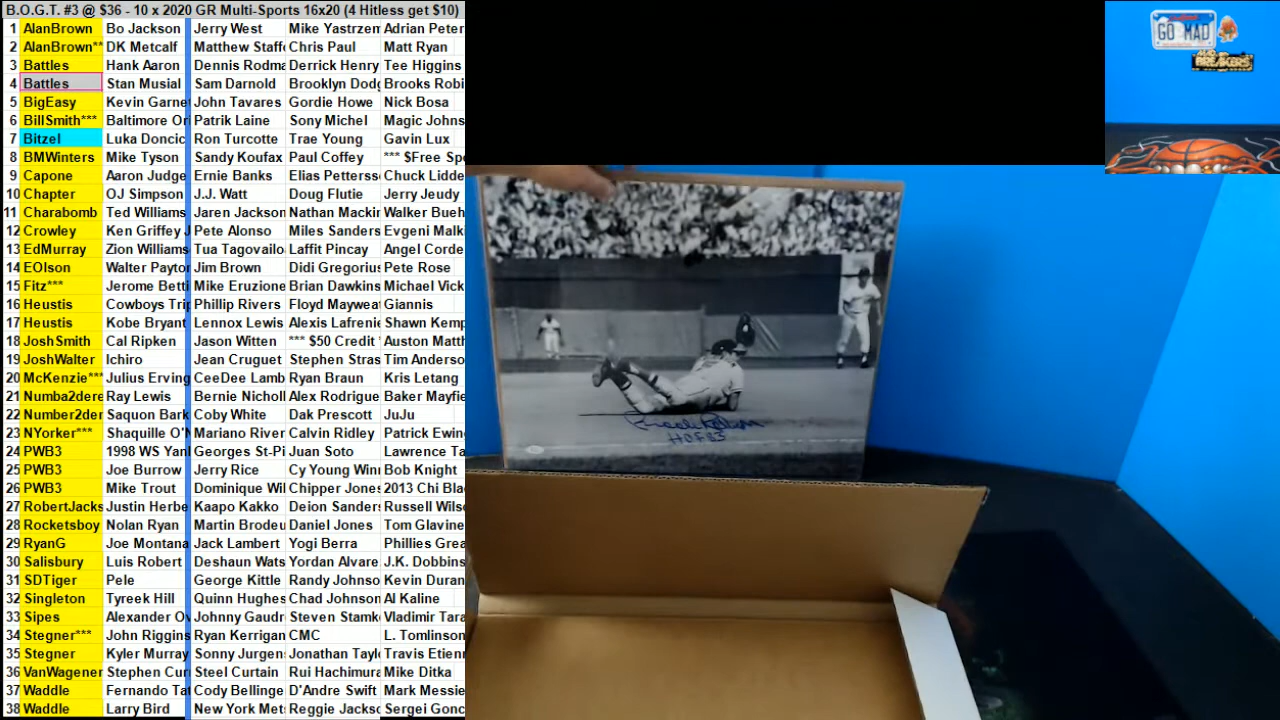 B.O.G.T. #3 @ $36 - 10 x 2020 GR Multi-Sports 16x20 (4 Hitless get $10)
1 AlanBrown Bo Jackson Jerry West Mike Yastrzem Adrian Peter
2 AlanBrown** DK Metcalf Matthew Staff Chris Paul Matt Ryan
3 Battles Hank Aaron Dennis Rodma Derrick Henry Tee Higgins
4 Battles Stan Musial Sam Darnold Brooklyn Dodg Brooks Robi
5 BigEasy Kevin Garne John Tavares Gordie Howe Nick Bosa
6 BillSmith*** Baltimore Ori Patrik Laine Sony Michel Magic Johns
7 Bitzel Luka Doncic Ron Turcotte Trae Young Gavin Lux
8 BMWinters Mike Tyson Sandy Koufax Paul Coffey *** $Free Spo
9 Capone Aaron Judge Ernie Banks Elias Petterss Chuck Lidde
10 Chapter OJ Simpson J.J. Watt Doug Flutie Jerry Jeudy
11 Charabomb Ted Williams Jaren Jackson Nathan Mackin Walker Bueh
12 Crowley Ken Griffey J Pete Alonso Miles Sanders Evgeni Malki
13 EdMurray Zion Williams Tua Tagovailo Laffit Pincay Angel Corde
14 EOlson Walter Payto Jim Brown Didi Gregoriu Pete Rose
15 Fitz*** Jerome Betti Mike Eruzione Brian Dawkins Michael Vick
16 Heustis Cowboys Trip Phillip Rivers Floyd Mayweat Giannis
17 Heustis Kobe Bryant Lennox Lewis Alexis Lafrenie Shawn Kemp
18 JoshSmith Cal Ripken Jason Witten *** $50 Credit * Auston Matth
19 JoshWalter Ichiro Jean Cruguet Stephen Stras Tim Anderso
20 McKenzie*** Julius Erving CeeDee Lamb Ryan Braun Kris Letang
21 Numba2dere Ray Lewis Bernie Nicholl Alex Rodrigue Baker Mayfie
22 Number2der Saquon Bark Coby White Dak Prescott JuJu
23 NYorker*** Shaquille O'N Mariano River Calvin Ridley Patrick Ewing
24 PWB3 1998 WS Yank Georges St-Pi Juan Soto Lawrence Ta
25 PWB3 Joe Burrow Jerry Rice Cy Young Win Bob Knight
26 PWB3 Mike Trout Dominique Wil Chipper Jones 2013 Chi Bla
27 RobertJacks Justin Herbe Kaapo Kakko Deion Sanders Russell Wils
28 Rocketsboy Nolan Ryan Martin Brodeu Daniel Jones Tom Glavine
29 RyanG Joe Montana Jack Lambert Yogi Berra Phillies Grea
30 Salisbury Luis Robert Deshaun Wats Yordan Alvare J.K. Dobbins
31 SDTiger Pele George Kittle Randy Johnso Kevin Duran
32 Singleton Tyreek Hill Quinn Hughes Chad Johnson Al Kaline
33 Sipes Alexander Ov Johnny Gaudr Steven Stamk Vladimir Tara
34 Stegner*** John Riggins Ryan Kerrigan CMC L. Tomlinson
35 Stegner Kyler Murray Sonny Jurgens Jonathan Taylo Travis Etienn
36 VanWagener Stephen Cur Steel Curtain Rui Hachimura Mike Ditka
37 Waddle Fernando Tat Cody Bellinge D'Andre Swift Mark Messie
38 Waddle Larry Bird New York Met Reggie Jackso Sergei Gonc
GO MAD
BREAKERS
HOF 83